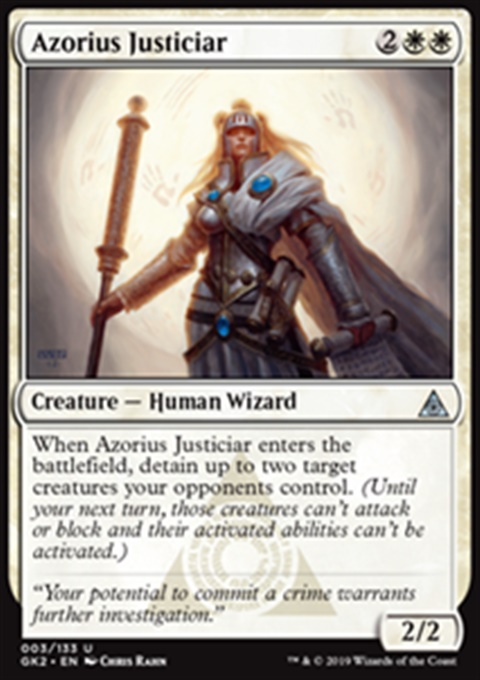 Azorius Justiciar 2
Creature — Human Wizard
When Azorius Justiciar enters the
battlefield, detain up to two target
creatures your opponents control. (Until
your next turn, those creatures can't attack
or block and their activated abilities can't be
activated.)
"Your potential to commit a crime warrants
further investigation."
2/2
003/133 U
GK2 • EN Chris Rahn
™ & © 2019 Wizards of the Coast